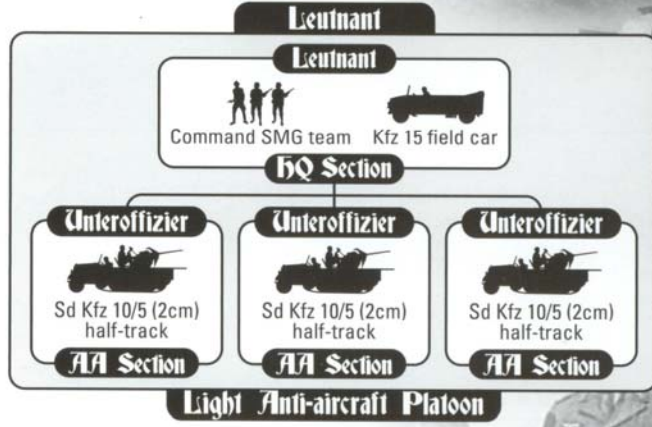 Leutnant
Leutnant
Command SMG team
Kfz 15 field car
HQ Section
Unteroffizier
Sd Kfz 10/5 (2cm)
half-track
AA Section
Unteroffizier
Sd Kfz 10/5 (2cm)
half-track
AA Section
Unteroffizier
Sd Kfz 10/5 (2cm)
half-track
AA Section
Light Anti-aircraft Platoon